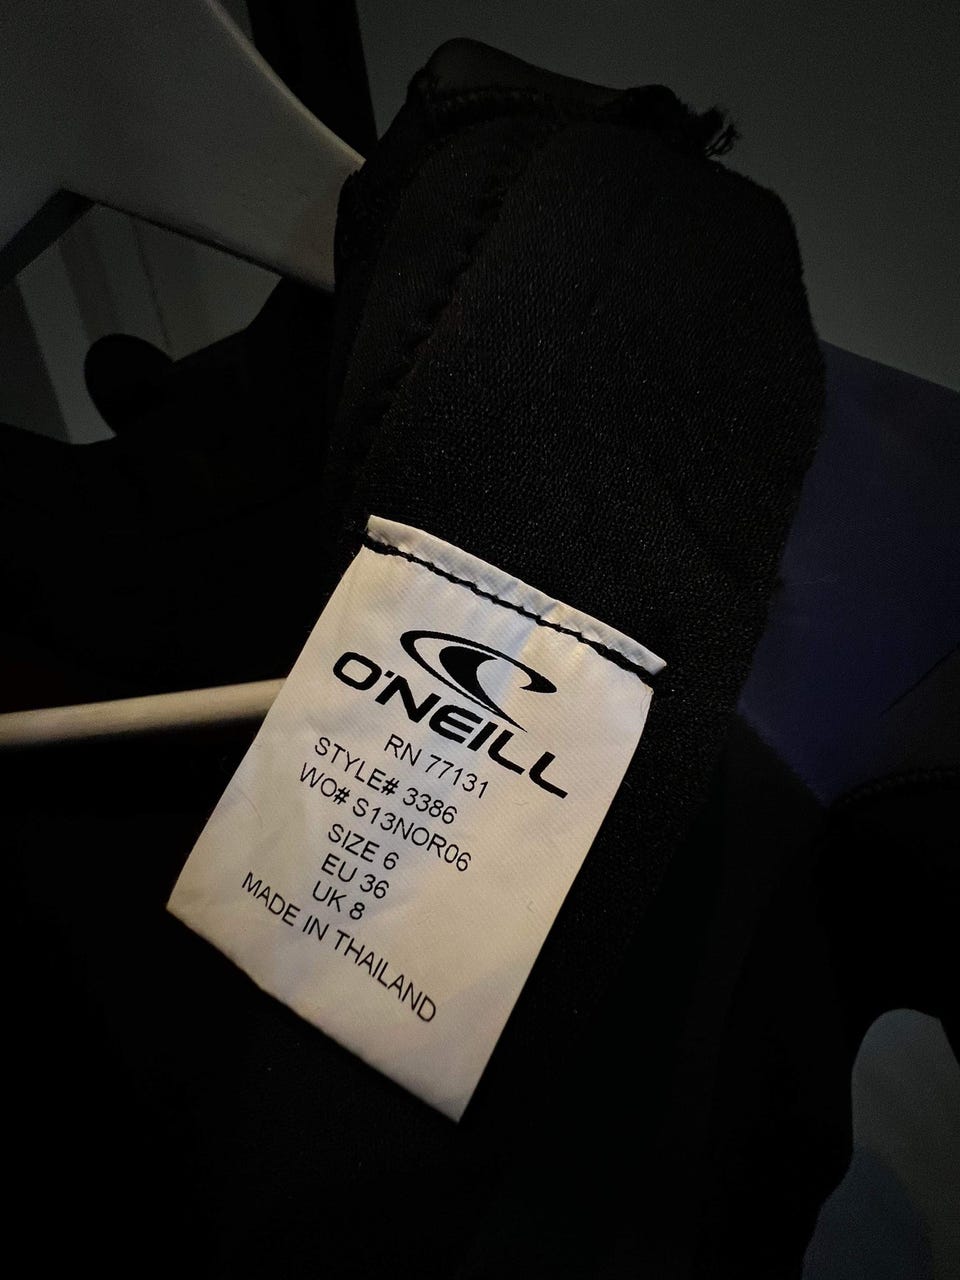 O'NEILL
RN 77131
STYLE# 3386
WO# S13NOR06
SIZE 6
EU 36
UK 8
MADE IN THAILAND